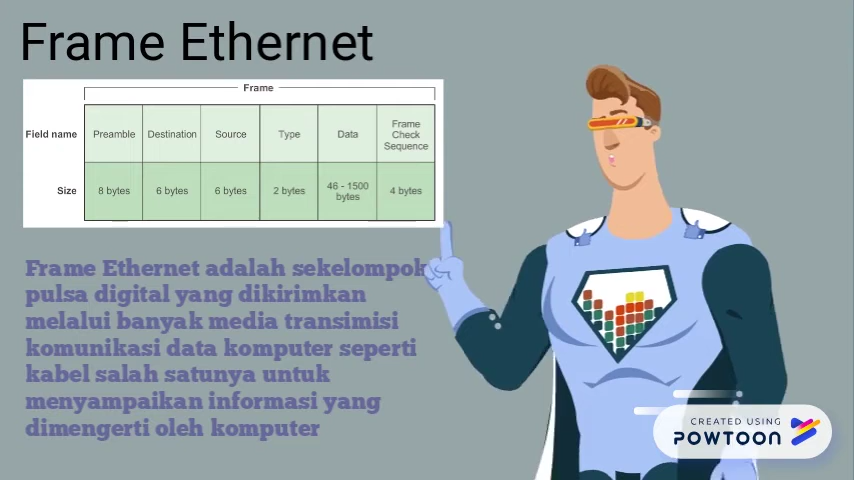 Frame Ethernet
Frame
Field name Preamble Destination Source Type Data Frame Check Sequence
Size 8 bytes 6 bytes 6 bytes 2 bytes 46 - 1500 bytes 4 bytes
Frame Ethernet adalah sekelompok
pulsa digital yang dikirimkan
melalui banyak media transimisi
komunikasi data komputer seperti
kabel salah satunya untuk
menyampaikan informasi yang
dimengerti oleh komputer
CREATED USING
POWTOON